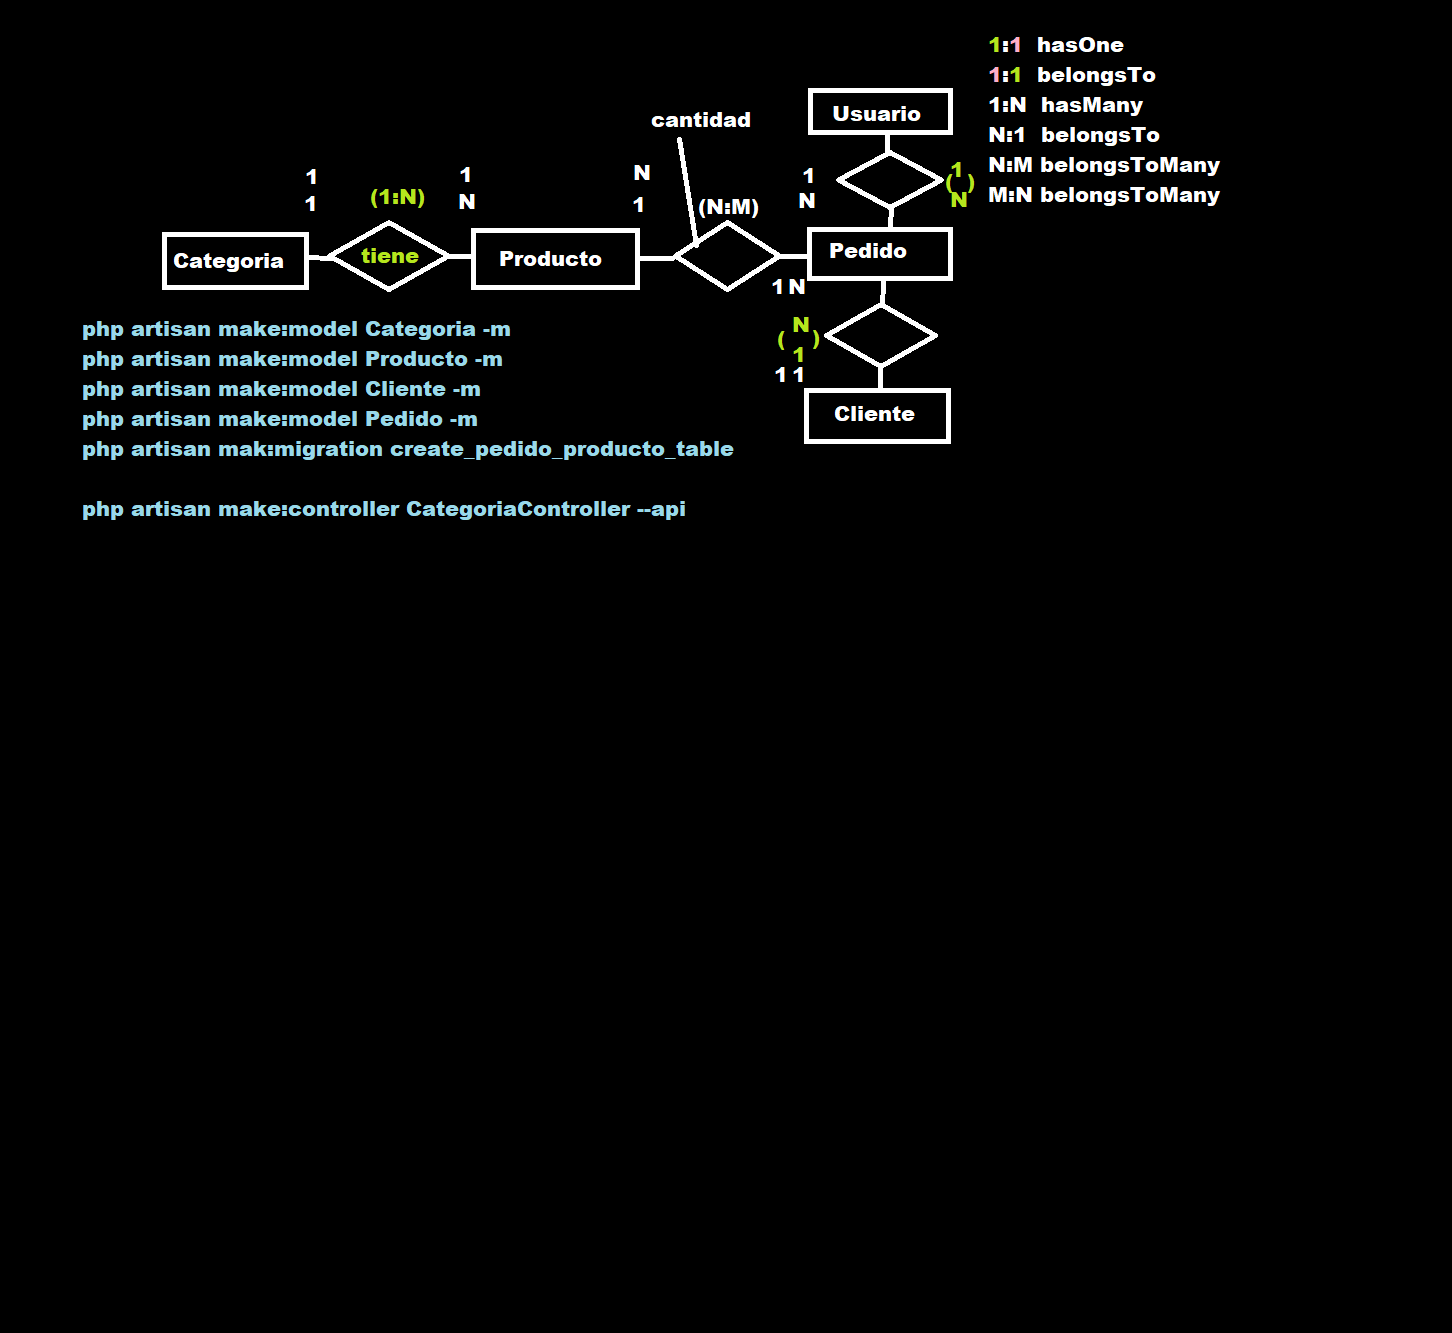 1:1 hasOne
1:1 belongsTo
1:N hasMany
N:1 belongsTo
N:M belongsToMany
M:N belongsToMany
Usuario
cantidad
1
1
(1:N)
1
N
N
1
(N:M)
1
N
(1
N)
Categoria
tiene
Producto
Pedido
1 N
(N
1)
1 1
Cliente
php artisan make:model Categoria -m
php artisan make:model Producto -m
php artisan make:model Cliente -m
php artisan make:model Pedido -m
php artisan mak:migration create_pedido_producto_table
php artisan make:controller CategoriaController --api